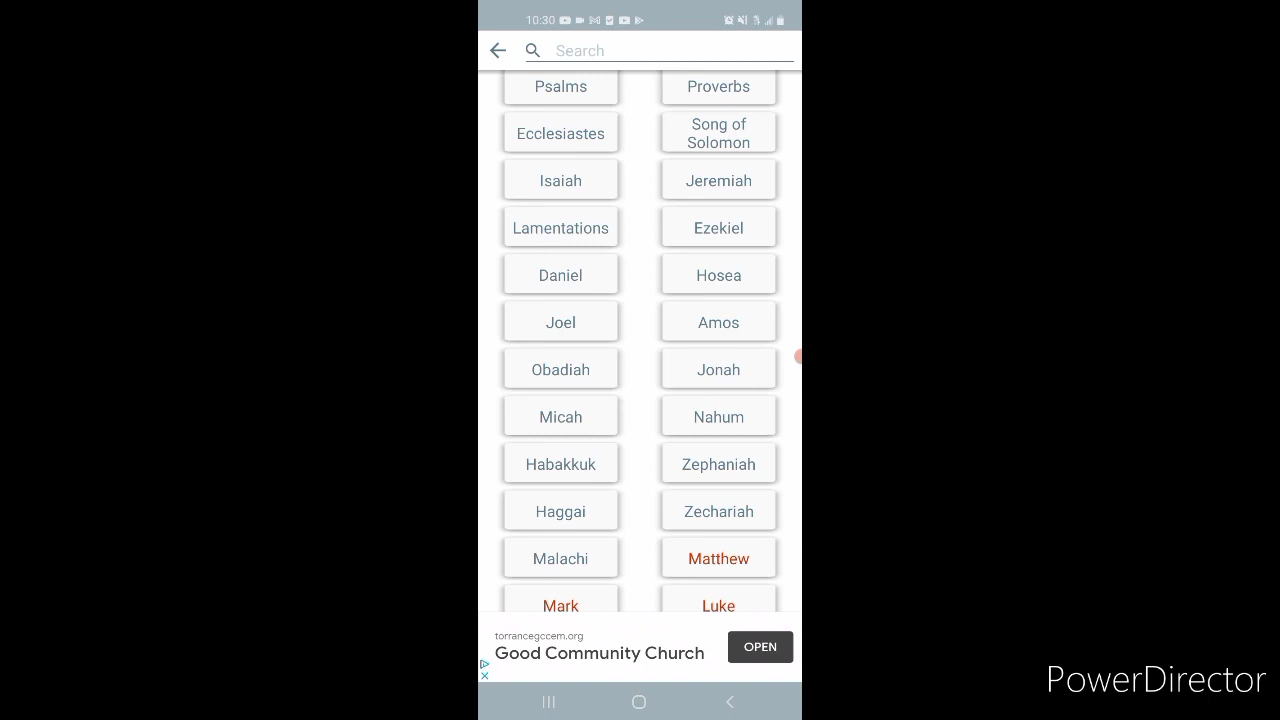 10:30
Search
Psalms
Proverbs
Ecclesiastes
Song of
Solomon
Isaiah
Jeremiah
Lamentations
Ezekiel
Daniel
Hosea
Joel
Amos
Obadiah
Jonah
Micah
Nahum
Habakkuk
Zephaniah
Haggai
Zechariah
Malachi
Matthew
Mark
Luke
torrancegccem.org
Good Community Church
OPEN
PowerDirector